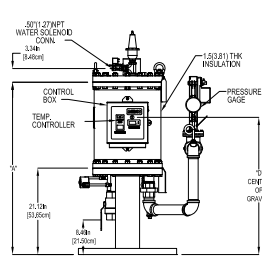 .50"(1.27)NPT
WATER SOLENOID
CONN.
3.34in
[8.48cm]
1.5(3.81) THK
INSULATION
CONTROL
BOX
PRESSURE
GAGE
TEMP.
CONTROLLER
"A"
"D"
CENT
OF
GRAV
21.12in
[53.65cm]
8.46in
[21.50cm]